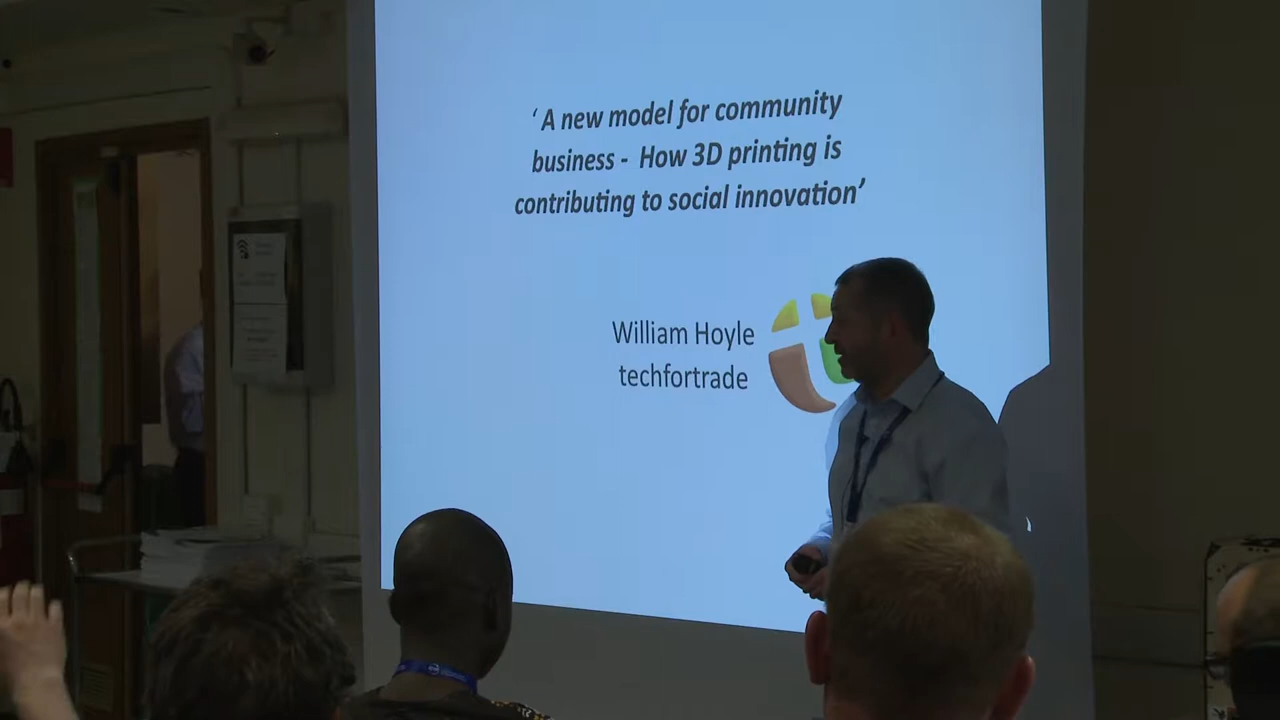 ‘ A new model for community
business - How 3D printing is
contributing to social innovation’
William Hoyle
techfortrade